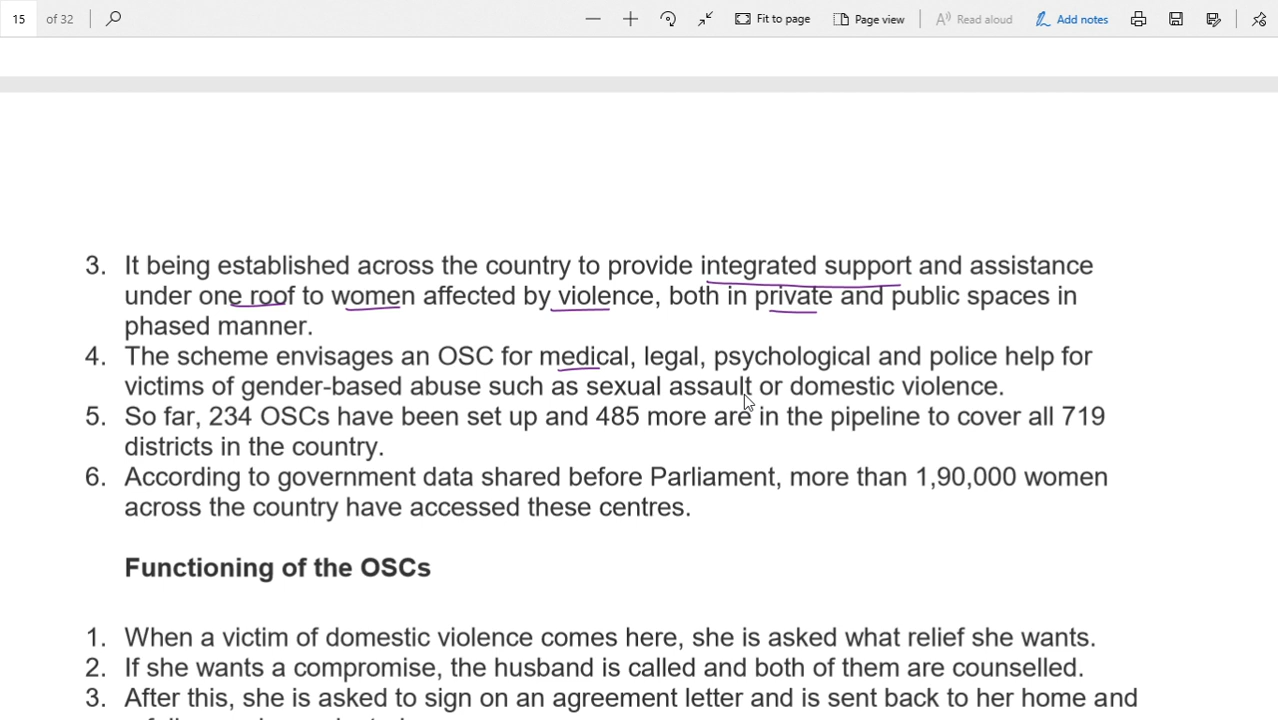 15 of 32 Fit to page Page view Read aloud Add notes
3. It being established across the country to provide integrated support and assistance
under one roof to women affected by violence, both in private and public spaces in
phased manner.
4. The scheme envisages an OSC for medical, legal, psychological and police help for
victims of gender-based abuse such as sexual assault or domestic violence.
5. So far, 234 OSCs have been set up and 485 more are in the pipeline to cover all 719
districts in the country.
6. According to government data shared before Parliament, more than 1,90,000 women
across the country have accessed these centres.
Functioning of the OSCs
1. When a victim of domestic violence comes here, she is asked what relief she wants.
2. If she wants a compromise, the husband is called and both of them are counselled.
3. After this, she is asked to sign on an agreement letter and is sent back to her home and